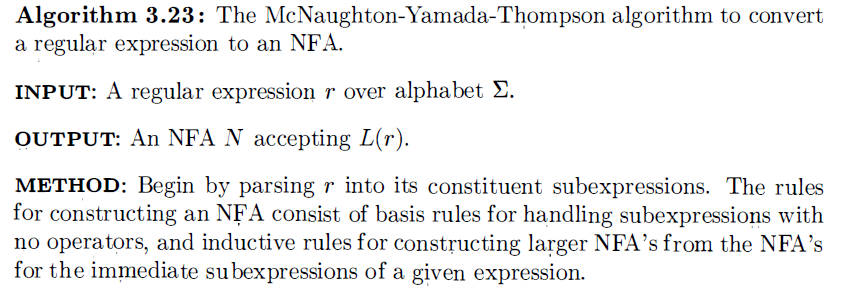 Algorithm 3.23: The McNaughton-Yamada-Thompson algorithm to convert
a regular expression to an NFA.
INPUT: A regular expression r over alphabet Σ.
OUTPUT: An NFA N accepting L(r).
METHOD: Begin by parsing r into its constituent subexpressions. The rules
for constructing an NFA consist of basis rules for handling subexpressions with
no operators, and inductive rules for constructing larger NFA's from the NFA's
for the immediate subexpressions of a given expression.